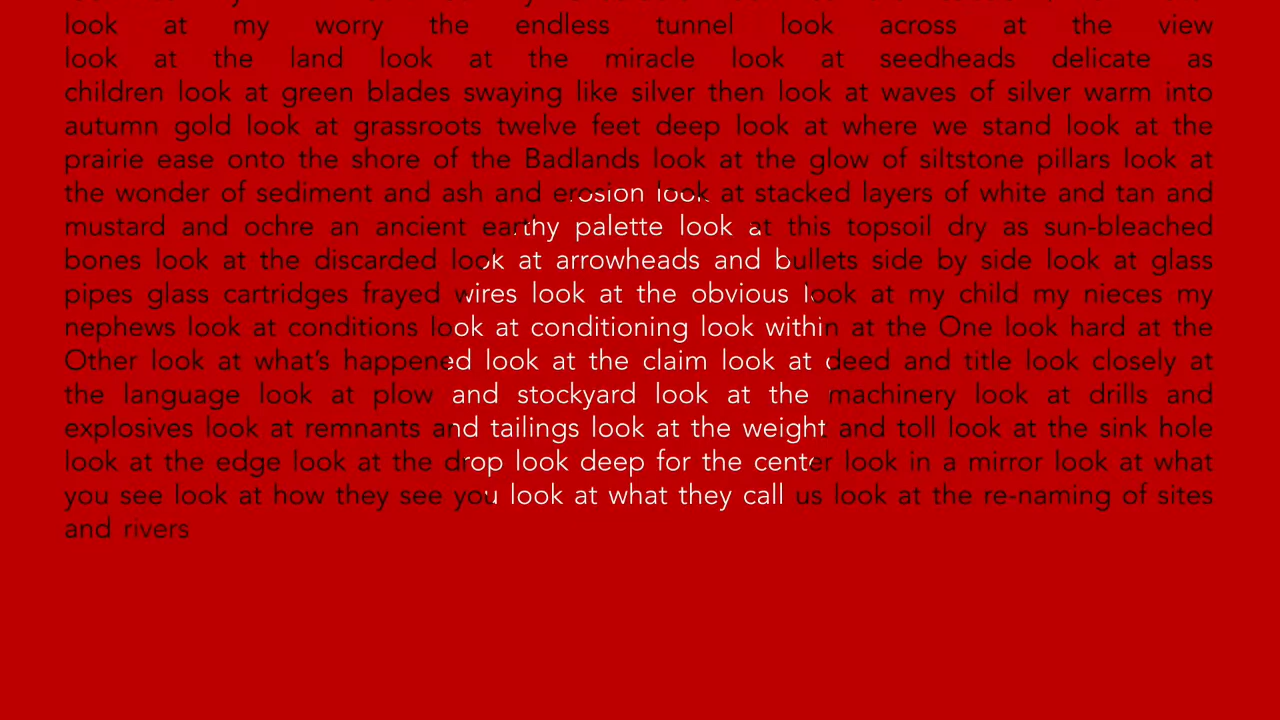 look at my worry the endless tunnel look across at the view
look at the land look at the miracle look at seedheads delicate as
children look at green blades swaying like silver then look at waves of silver warm into
autumn gold look at grassroots twelve feet deep look at where we stand look at the
prairie ease onto the shore of the Badlands look at the glow of siltstone pillars look at
the wonder of sediment and ash and erosion look at stacked layers of white and tan and
mustard and ochre an ancient earthy palette look at this topsoil dry as sun-bleached
bones look at the discarded look at arrowheads and bullets side by side look at glass
pipes glass cartridges frayed wires look at the obvious look at my child my nieces my
nephews look at conditions look at conditioning look within at the One look hard at the
Other look at what’s happened look at the claim look at deed and title look closely at
the language look at plow and stockyard look at the machinery look at drills and
explosives look at remnants and tailings look at the weight and toll look at the sink hole
look at the edge look at the drop look deep for the center look in a mirror look at what
you see look at how they see you look at what they call us look at the re-naming of sites
and rivers